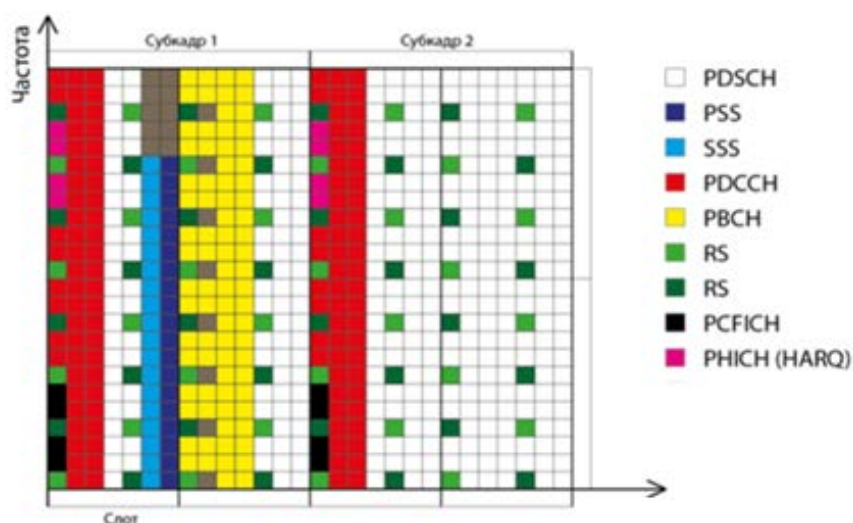 Частота
Субкадр 1
Субкадр 2
PDSCH
PSS
SSS
PDCCH
PBCH
RS
RS
PCFICH
PHICH (HARQ)
Слот